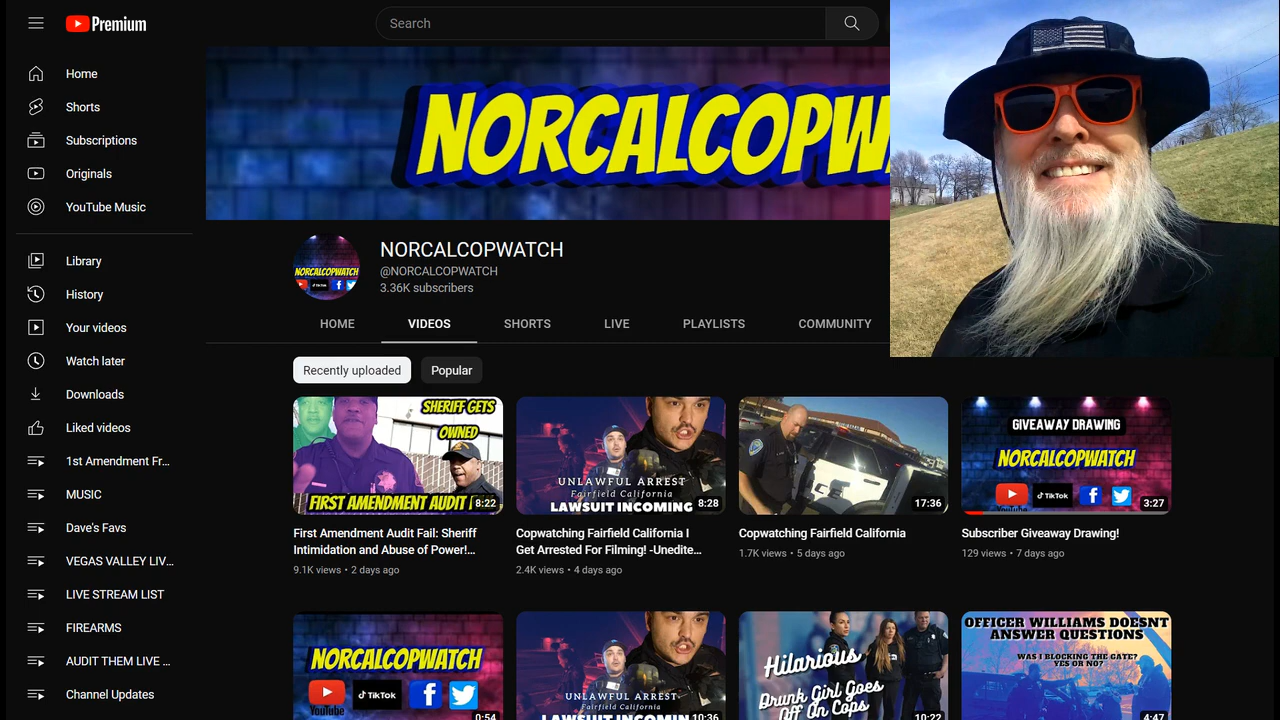 Premium
Search
Home
Shorts
Subscriptions
Originals
YouTube Music
Library
History
Your videos
Watch later
Downloads
Liked videos
1st Amendment Fr...
MUSIC
Dave's Favs
VEGAS VALLEY LIV...
LIVE STREAM LIST
FIREARMS
AUDIT THEM LIVE ...
Channel Updates
NORCALCOPW
NORCALCOPWATCH
NORCALCOPWATCH
@NORCALCOPWATCH
3.36K subscribers
HOME VIDEOS SHORTS LIVE PLAYLISTS COMMUNITY
Recently uploaded Popular
SHERIFF GETS
OWNED
FIRST AMENDMENT AUDIT
8:22
First Amendment Audit Fail: Sheriff
Intimidation and Abuse of Power!...
9.1K views • 2 days ago
UNLAWFUL ARREST
Fairfield California
LAWSUIT INCOMING
8:28
Copwatching Fairfield California I
Get Arrested For Filming! -Unedite...
2.4K views • 4 days ago
17:36
Copwatching Fairfield California
1.7K views • 5 days ago
GIVEAWAY DRAWING
NORCALCOPWATCH
YouTube TikTok
3:27
Subscriber Giveaway Drawing!
129 views • 7 days ago
NORCALCOPWATCH
YouTube TikTok
0:54
UNLAWFUL ARREST
Fairfield California
LAWSUIT INCOMIN
10:36
Hilarious
Drunk Girl Goes
Off On Cops
10:22
OFFICER WILLIAMS DOESNT
ANSWER QUESTIONS
WAS I BLOCKING THE GATE?
YES OR NO?
4:47